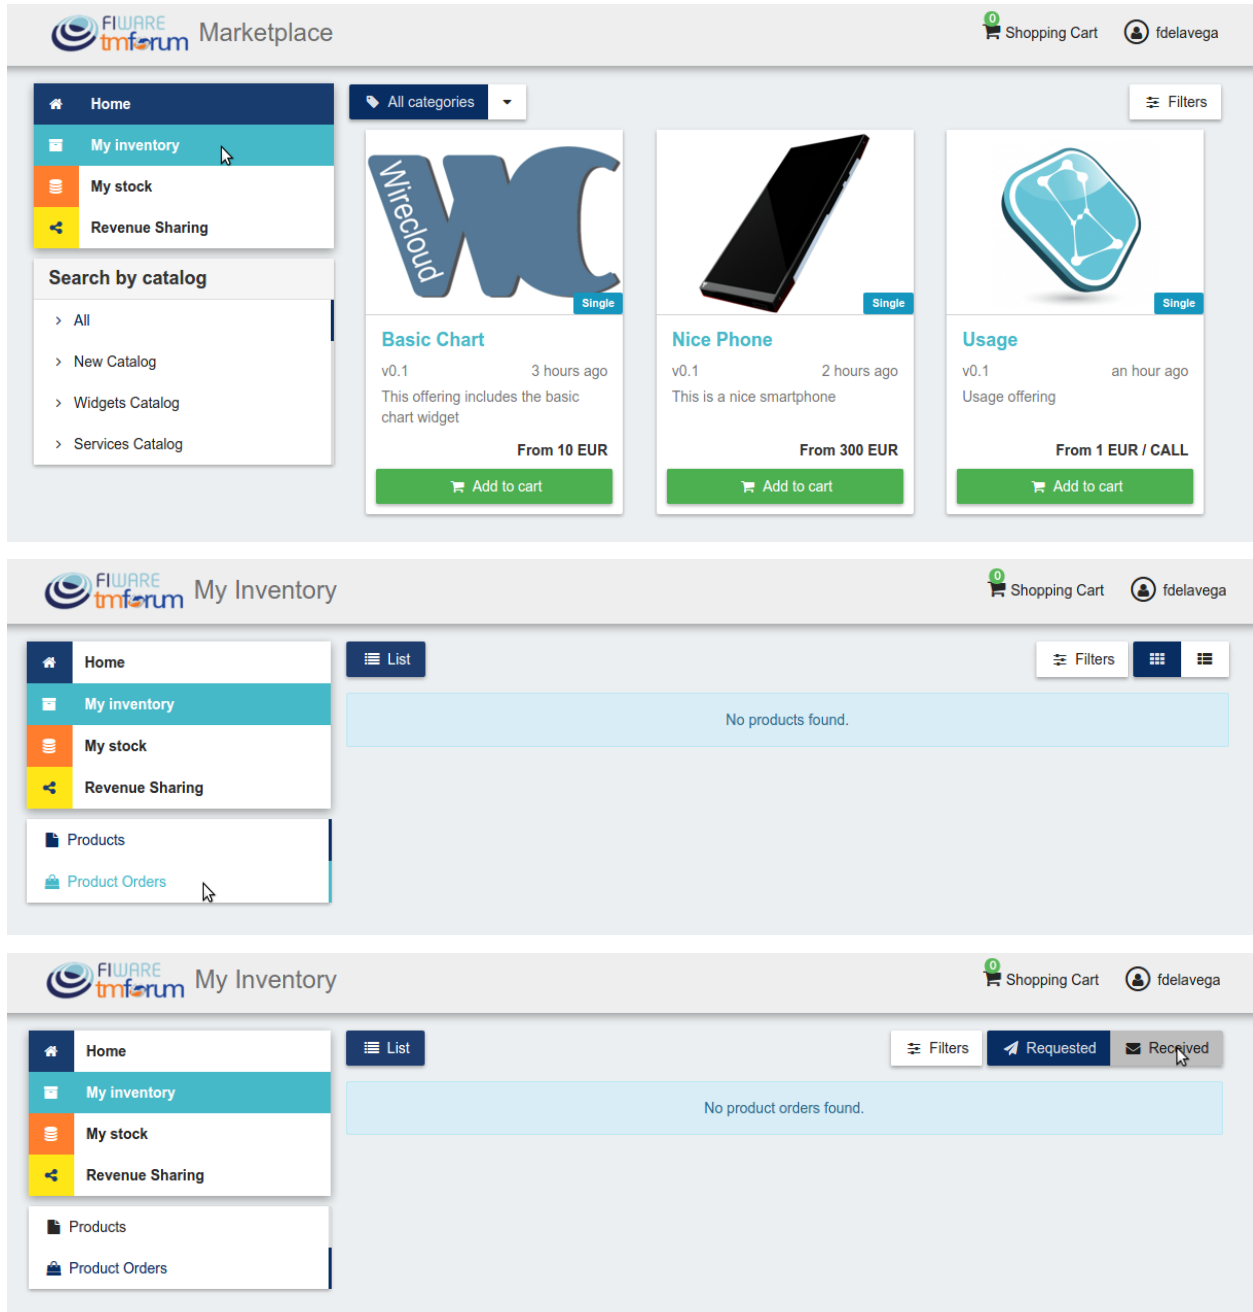 FIWARE
tmforum
Marketplace
0
Shopping Cart
fdelavega
Home
My inventory
My stock
Revenue Sharing
Search by catalog
All
New Catalog
Widgets Catalog
Services Catalog
All categories
Filters
Wirecloud
WC
Single
Basic Chart
v0.1 3 hours ago
This offering includes the basic
chart widget
From 10 EUR
Add to cart
Single
Nice Phone
v0.1 2 hours ago
This is a nice smartphone
From 300 EUR
Add to cart
Single
Usage
v0.1 an hour ago
Usage offering
From 1 EUR / CALL
Add to cart
FIWARE
tmforum
My Inventory
0
Shopping Cart
fdelavega
Home
My inventory
My stock
Revenue Sharing
Products
Product Orders
List
Filters
No products found.
FIWARE
tmforum
My Inventory
0
Shopping Cart
fdelavega
Home
My inventory
My stock
Revenue Sharing
Products
Product Orders
List
Filters
Requested
Received
No product orders found.